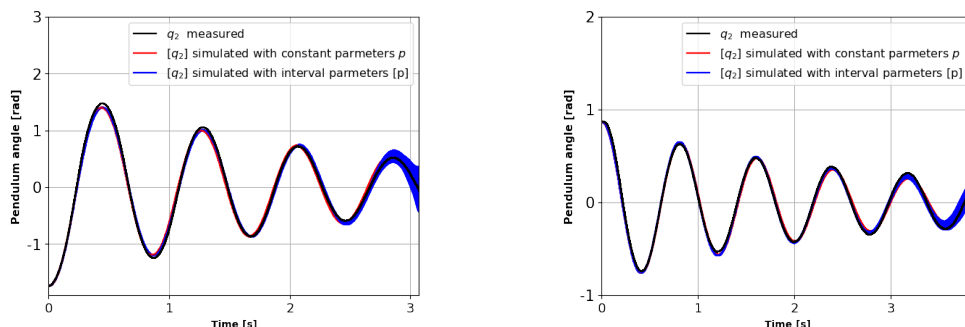 3
2
1
0
-1
Pendulum angle [rad]
q₂ measured
[q₂] simulated with constant parmeters p
[q₂] simulated with interval parmeters [p]
0
1
2
3
Time [s]
2
1
0
-1
Pendulum angle [rad]
q₂ measured
[q₂] simulated with constant parmeters p
[q₂] simulated with interval parmeters [p]
0
1
2
3
Time [s]